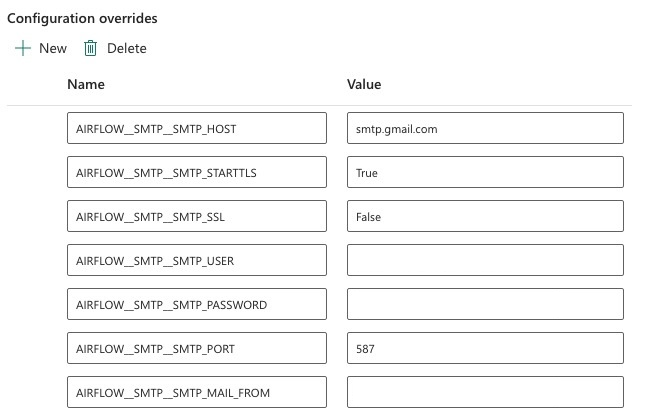 Configuration overrides
New Delete
Name Value
AIRFLOW__SMTP__SMTP_HOST smtp.gmail.com
AIRFLOW__SMTP__SMTP_STARTTLS True
AIRFLOW__SMTP__SMTP_SSL False
AIRFLOW__SMTP__SMTP_USER
AIRFLOW__SMTP__SMTP_PASSWORD
AIRFLOW__SMTP__SMTP_PORT 587
AIRFLOW__SMTP__SMTP_MAIL_FROM